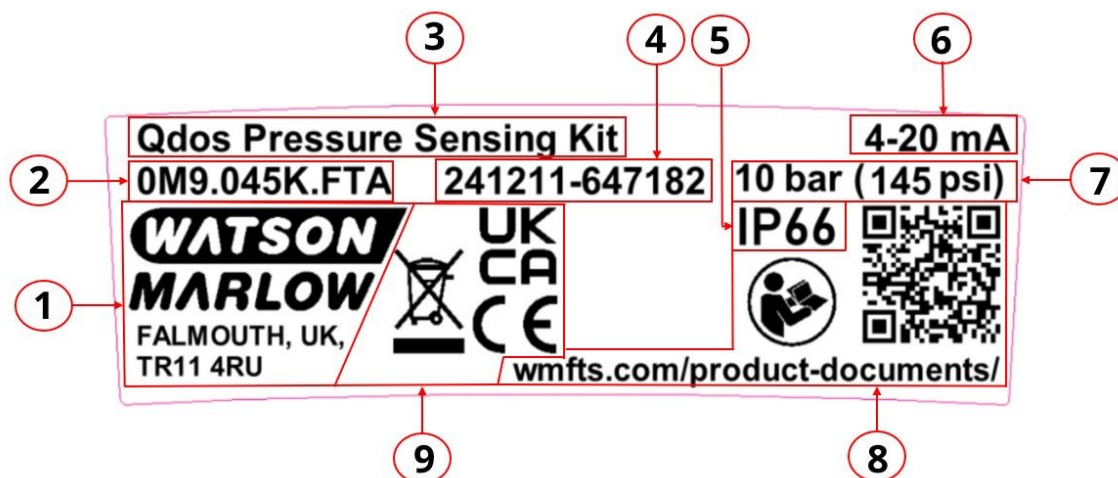 3
4
5
6
Qdos Pressure Sensing Kit
4-20 mA
2
0M9.045K.FTA
241211-647182
10 bar (145 psi)
7
WATSON
MARLOW
UK
CA
IP66
1
CE
FALMOUTH, UK,
TR11 4RU
wmfts.com/product-documents/
9
8